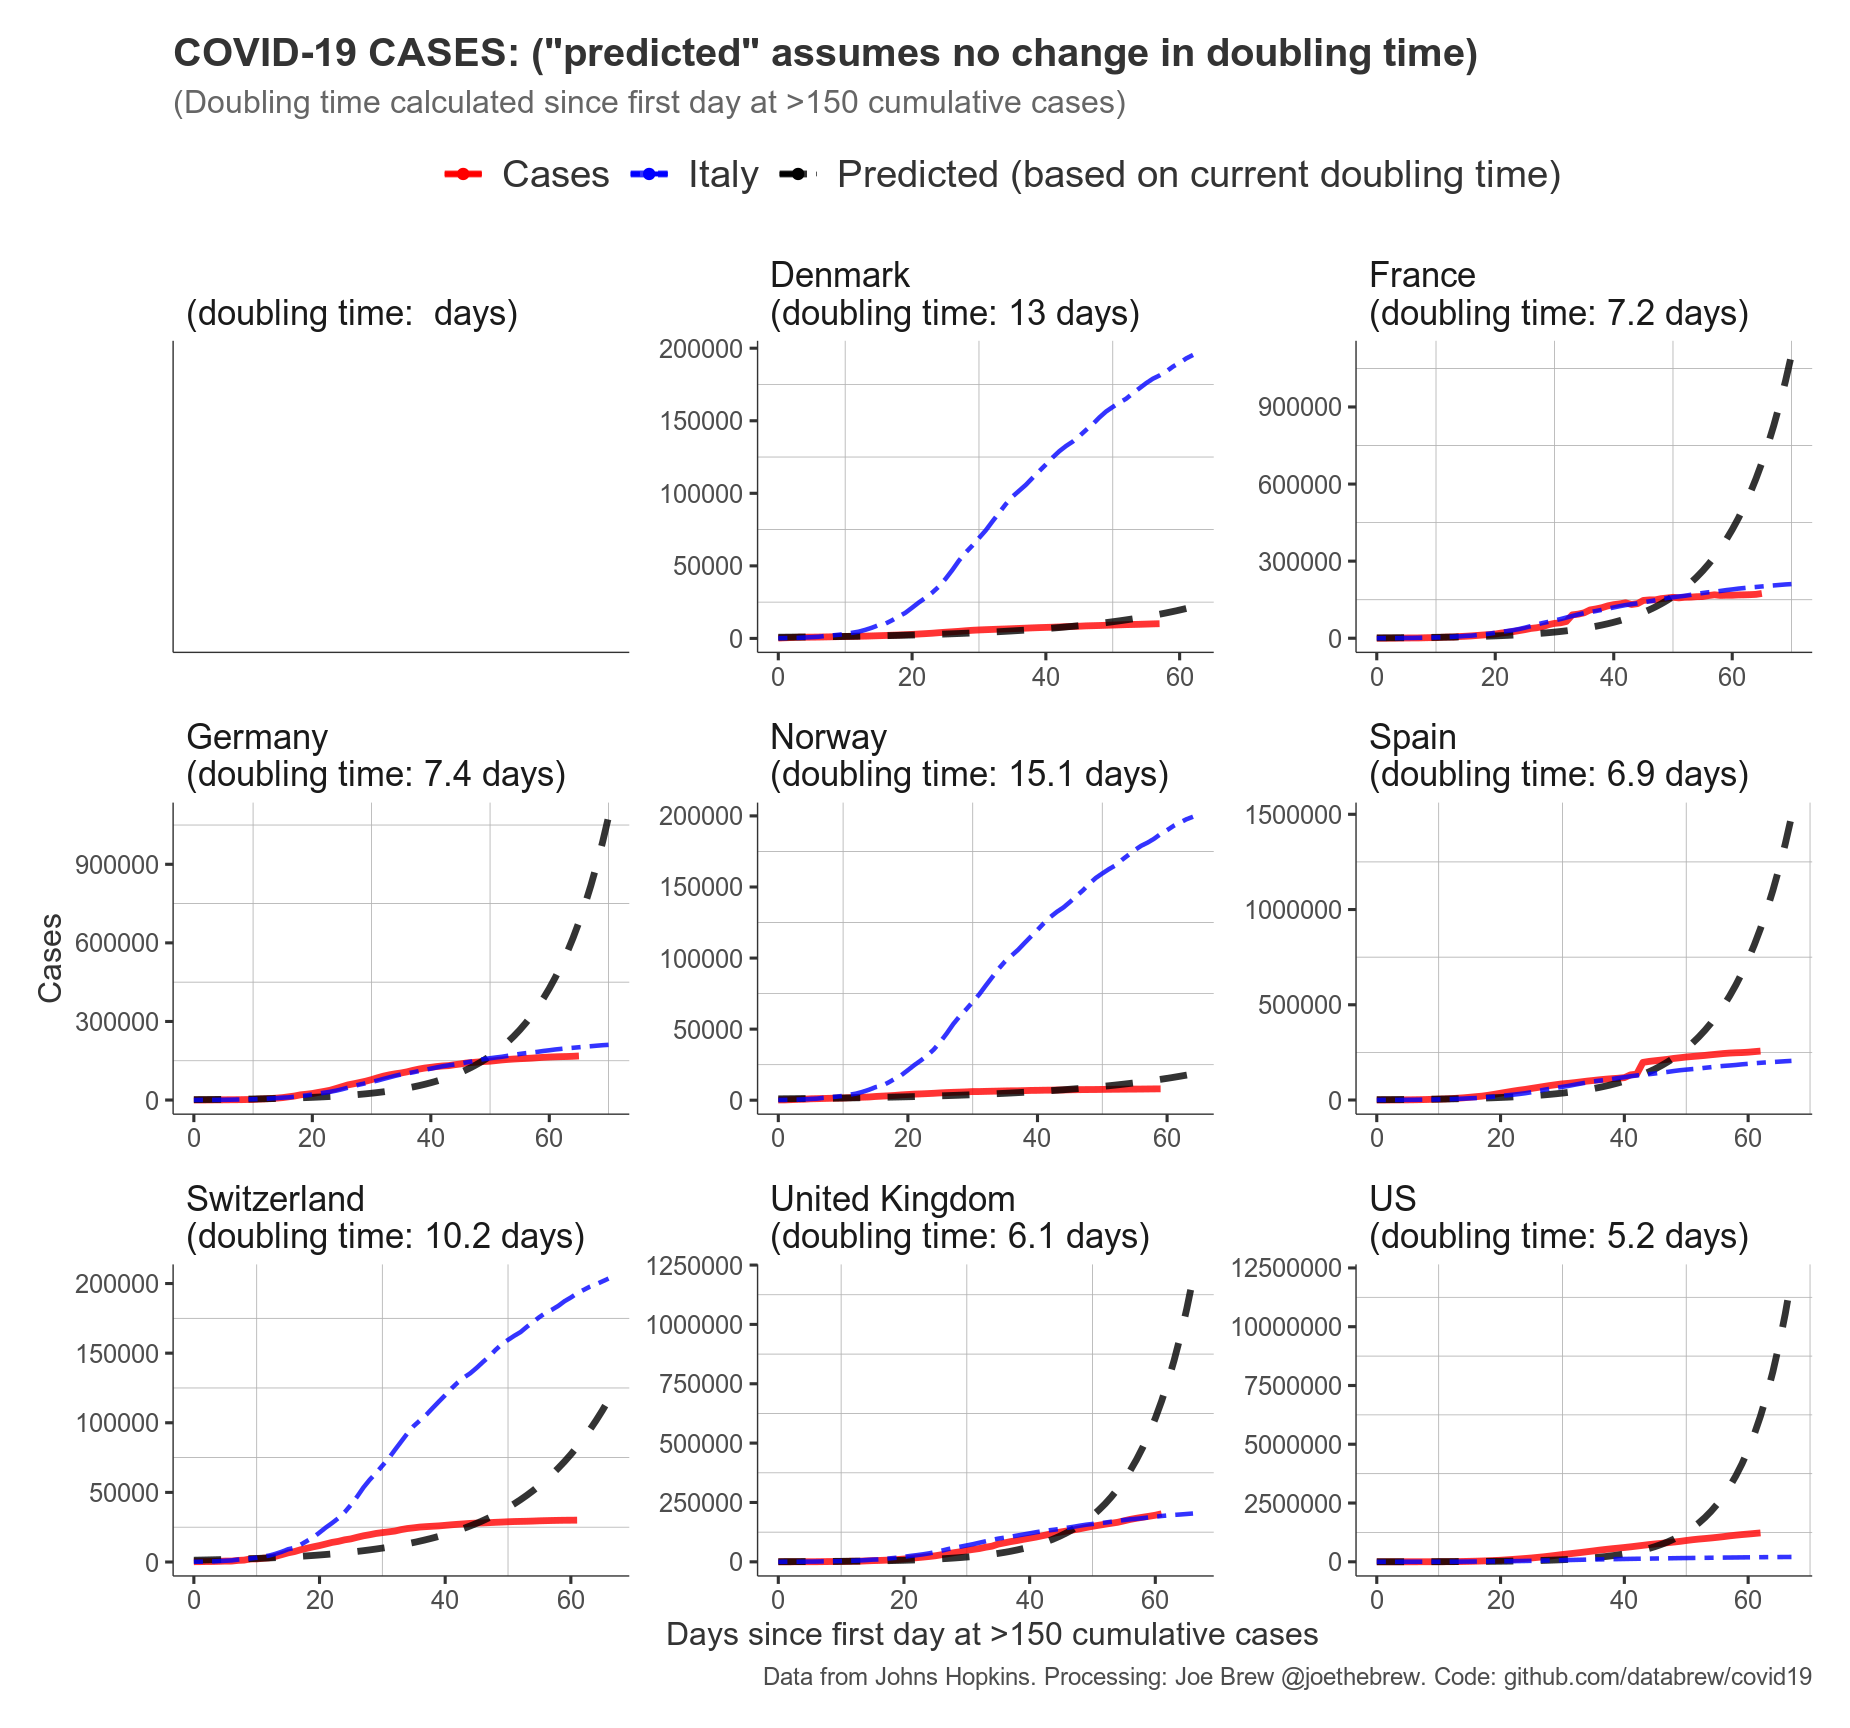 COVID-19 CASES: ("predicted" assumes no change in doubling time)
(Doubling time calculated since first day at >150 cumulative cases)
Cases Italy Predicted (based on current doubling time)
(doubling time:  days)
Denmark
(doubling time: 13 days)
200000
150000
100000
50000
0
0 20 40 60
France
(doubling time: 7.2 days)
900000
600000
300000
0
0 20 40 60
Cases
Germany
(doubling time: 7.4 days)
900000
600000
300000
0
0 20 40 60
Norway
(doubling time: 15.1 days)
200000
150000
100000
50000
0
0 20 40 60
Spain
(doubling time: 6.9 days)
1500000
1000000
500000
0
0 20 40 60
Switzerland
(doubling time: 10.2 days)
200000
150000
100000
50000
0
0 20 40 60
United Kingdom
(doubling time: 6.1 days)
1250000
1000000
750000
500000
250000
0
0 20 40 60
US
(doubling time: 5.2 days)
12500000
10000000
7500000
5000000
2500000
0
0 20 40 60
Days since first day at >150 cumulative cases
Data from Johns Hopkins. Processing: Joe Brew @joethebrew. Code: github.com/databrew/covid19